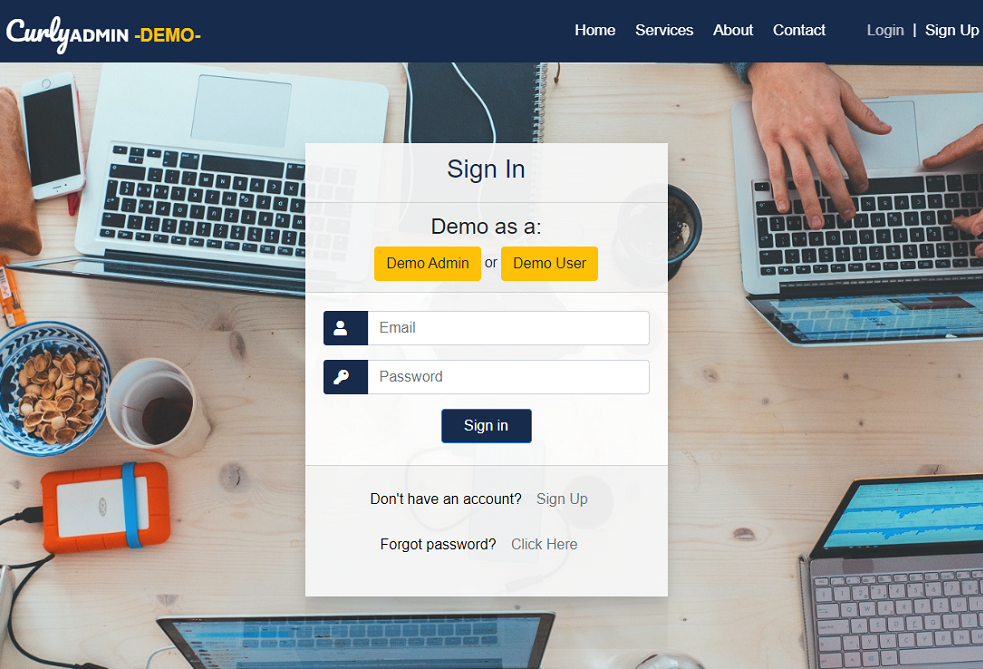 CurlyADMIN -DEMO- Home Services About Contact Login | Sign Up
Sign In
Demo as a:
Demo Admin or Demo User
Email
Password
Sign in
Don't have an account? Sign Up
Forgot password? Click Here